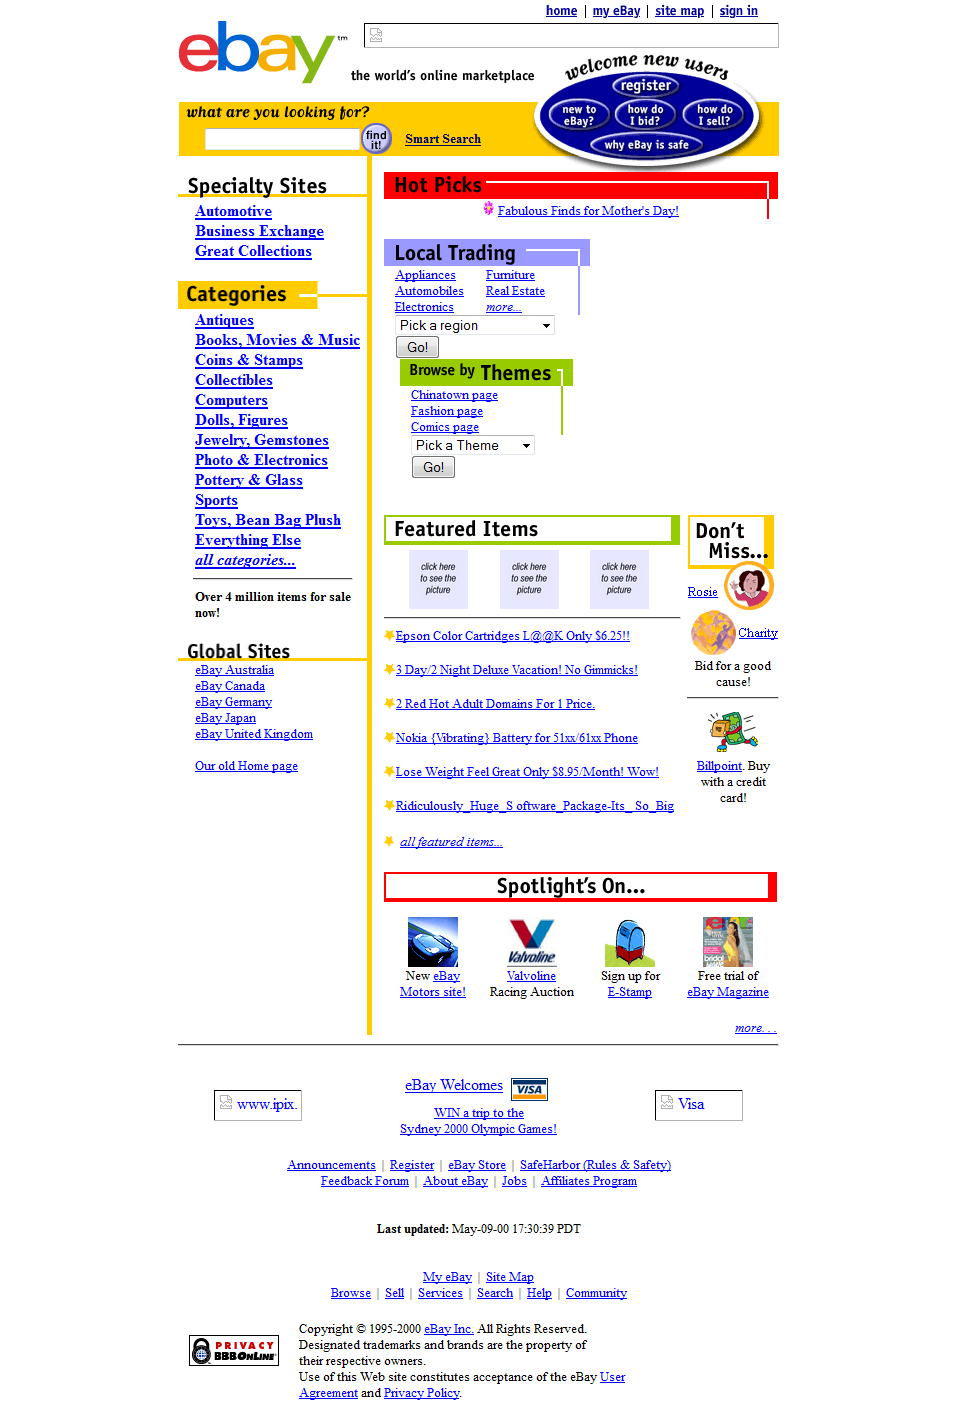 home | my eBay | site map | sign in
ebay™
the world's online marketplace
welcome new users
register
new to eBay?
how do I bid?
how do I sell?
why eBay is safe
what are you looking for?
find it!
Smart Search
Specialty Sites
Automotive
Business Exchange
Great Collections
Categories
Antiques
Books, Movies & Music
Coins & Stamps
Collectibles
Computers
Dolls, Figures
Jewelry, Gemstones
Photo & Electronics
Pottery & Glass
Sports
Toys, Bean Bag Plush
Everything Else
all categories...
Over 4 million items for sale
now!
Global Sites
eBay Australia
eBay Canada
eBay Germany
eBay Japan
eBay United Kingdom
Our old Home page
Hot Picks
Fabulous Finds for Mother's Day!
Local Trading
Appliances Furniture
Automobiles Real Estate
Electronics more...
Pick a region
Go!
Browse by Themes
Chinatown page
Fashion page
Comics page
Pick a Theme
Go!
Featured Items
click here to see the picture
click here to see the picture
click here to see the picture
Epson Color Cartridges L@@K Only $6.25!!
3 Day/2 Night Deluxe Vacation! No Gimmicks!
2 Red Hot Adult Domains For 1 Price.
Nokia {Vibrating} Battery for 51xx/61xx Phone
Lose Weight Feel Great Only $8.95/Month! Wow!
Ridiculously_Huge_S oftware_Package-Its_ So_Big
all featured items...
Don't
Miss...
Rosie
Charity
Bid for a good
cause!
Billpoint. Buy
with a credit
card!
Spotlight's On...
Valvoline
New eBay
Motors site!
Valvoline
Racing Auction
Sign up for
E-Stamp
Free trial of
eBay Magazine
more. . .
www.ipix.
eBay Welcomes VISA
WIN a trip to the
Sydney 2000 Olympic Games!
Visa
Announcements | Register | eBay Store | SafeHarbor (Rules & Safety)
Feedback Forum | About eBay | Jobs | Affiliates Program
Last updated: May-09-00 17:30:39 PDT
My eBay | Site Map
Browse | Sell | Services | Search | Help | Community
PRIVACY
BBBONLINE
Copyright © 1995-2000 eBay Inc. All Rights Reserved.
Designated trademarks and brands are the property of
their respective owners.
Use of this Web site constitutes acceptance of the eBay User
Agreement and Privacy Policy.